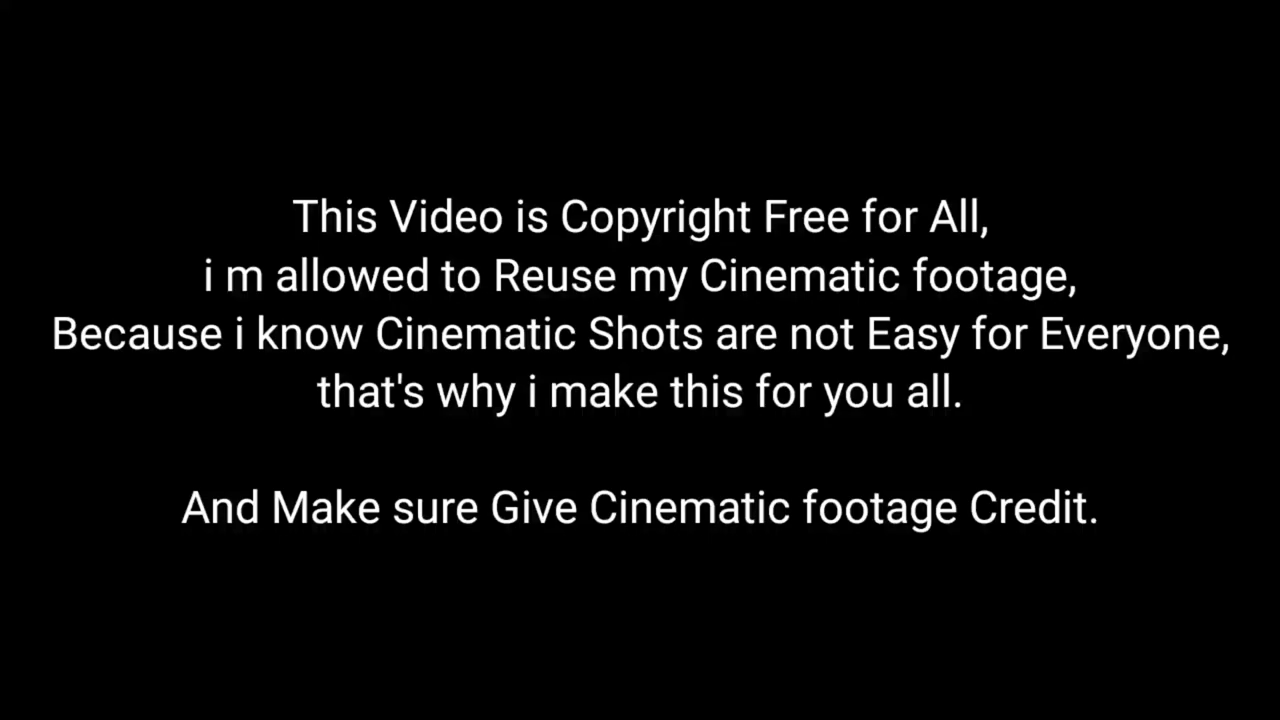 This Video is Copyright Free for All,
i m allowed to Reuse my Cinematic footage,
Because i know Cinematic Shots are not Easy for Everyone,
that's why i make this for you all.
And Make sure Give Cinematic footage Credit.